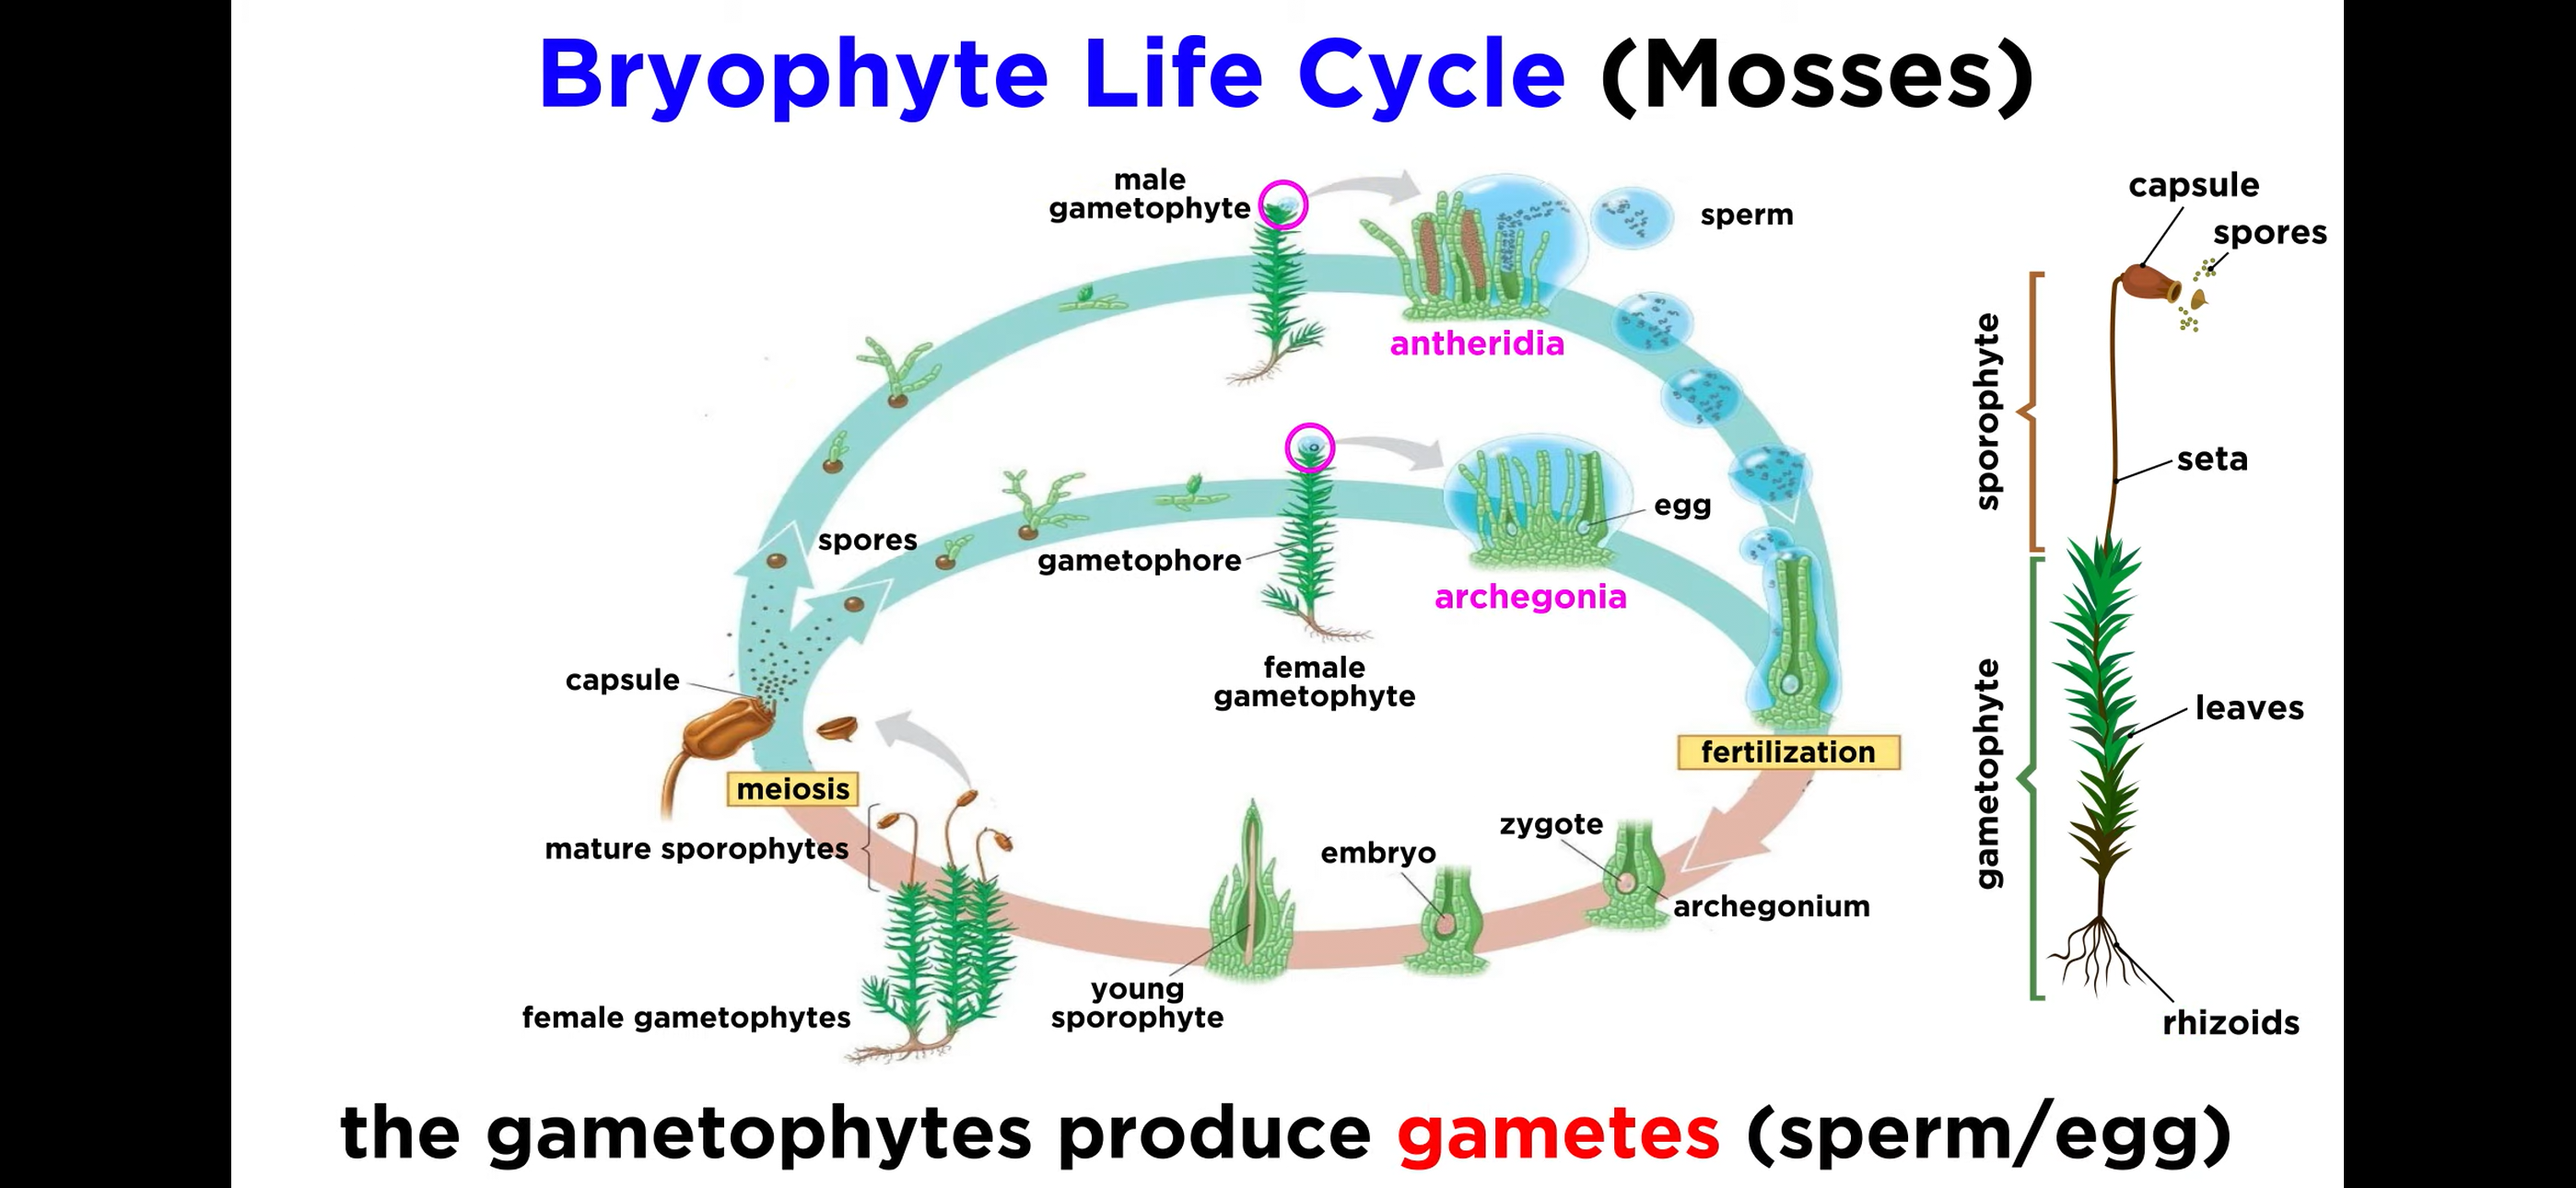 Bryophyte Life Cycle (Mosses)
male
gametophyte
sperm
antheridia
spores
gametophore
egg
archegonia
female
gametophyte
capsule
meiosis
fertilization
mature sporophytes
zygote
embryo
archegonium
young
sporophyte
female gametophytes
capsule
spores
sporophyte
seta
gametophyte
leaves
rhizoids
the gametophytes produce gametes (sperm/egg)